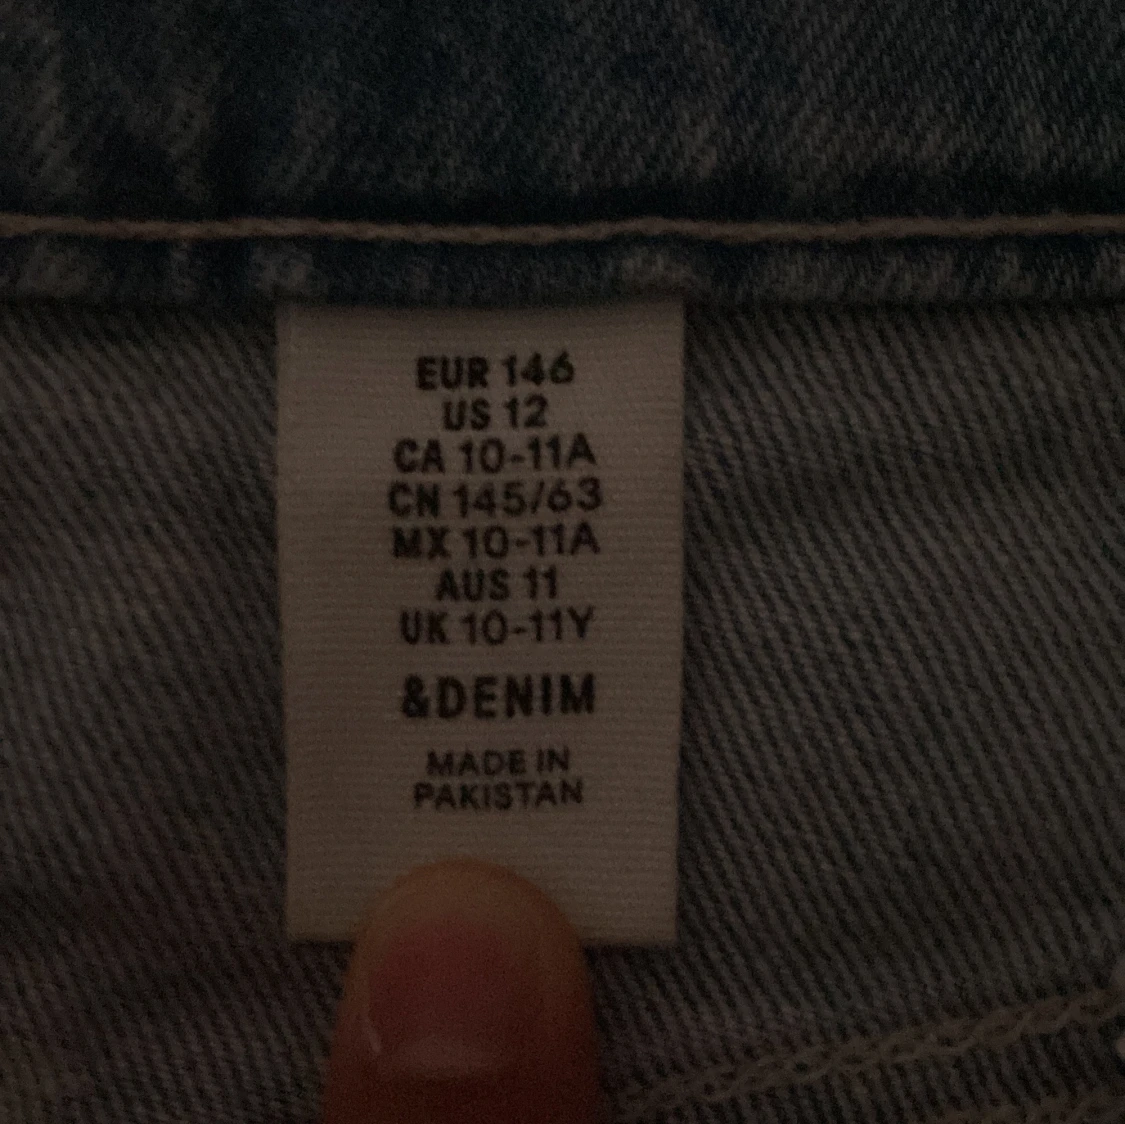 EUR 146
US 12
CA 10-11A
CN 145/63
MX 10-11A
AUS 11
UK 10-11Y
&DENIM
MADE IN
PAKISTAN